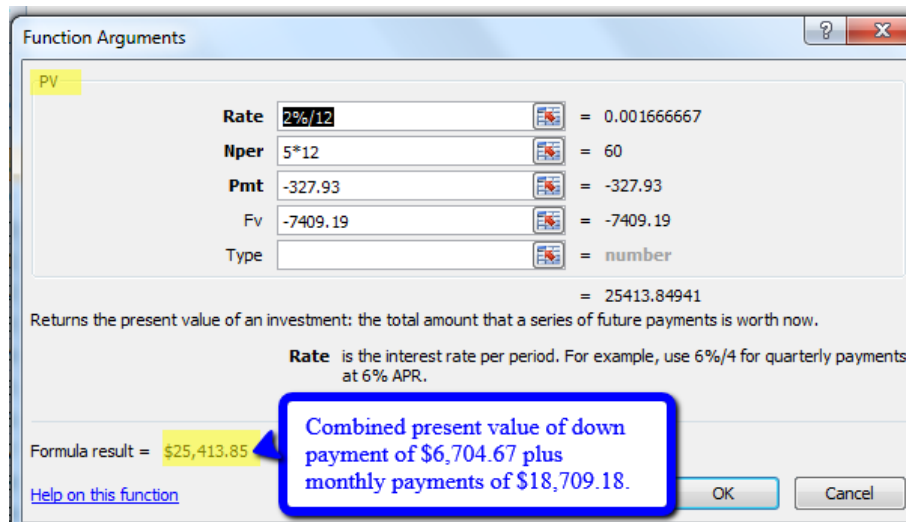 Function Arguments
? X
PV
Rate 2%/12 = 0.001666667
Nper 5*12 = 60
Pmt -327.93 = -327.93
Fv -7409.19 = -7409.19
Type = number
= 25413.84941
Returns the present value of an investment: the total amount that a series of future payments is worth now.
Rate is the interest rate per period. For example, use 6%/4 for quarterly payments
at 6% APR.
Formula result = $25,413.85
Combined present value of down
payment of $6,704.67 plus
monthly payments of $18,709.18.
Help on this function
OK Cancel